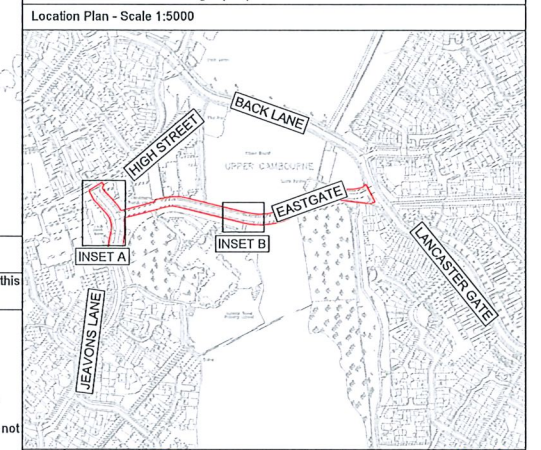 Location Plan - Scale 1:5000
BACK LANE
HIGH STREET
UPPER CAMBOURNE
EASTGATE
INSET A
INSET B
LANCASTER GATE
JEAVONS LANE
this
not